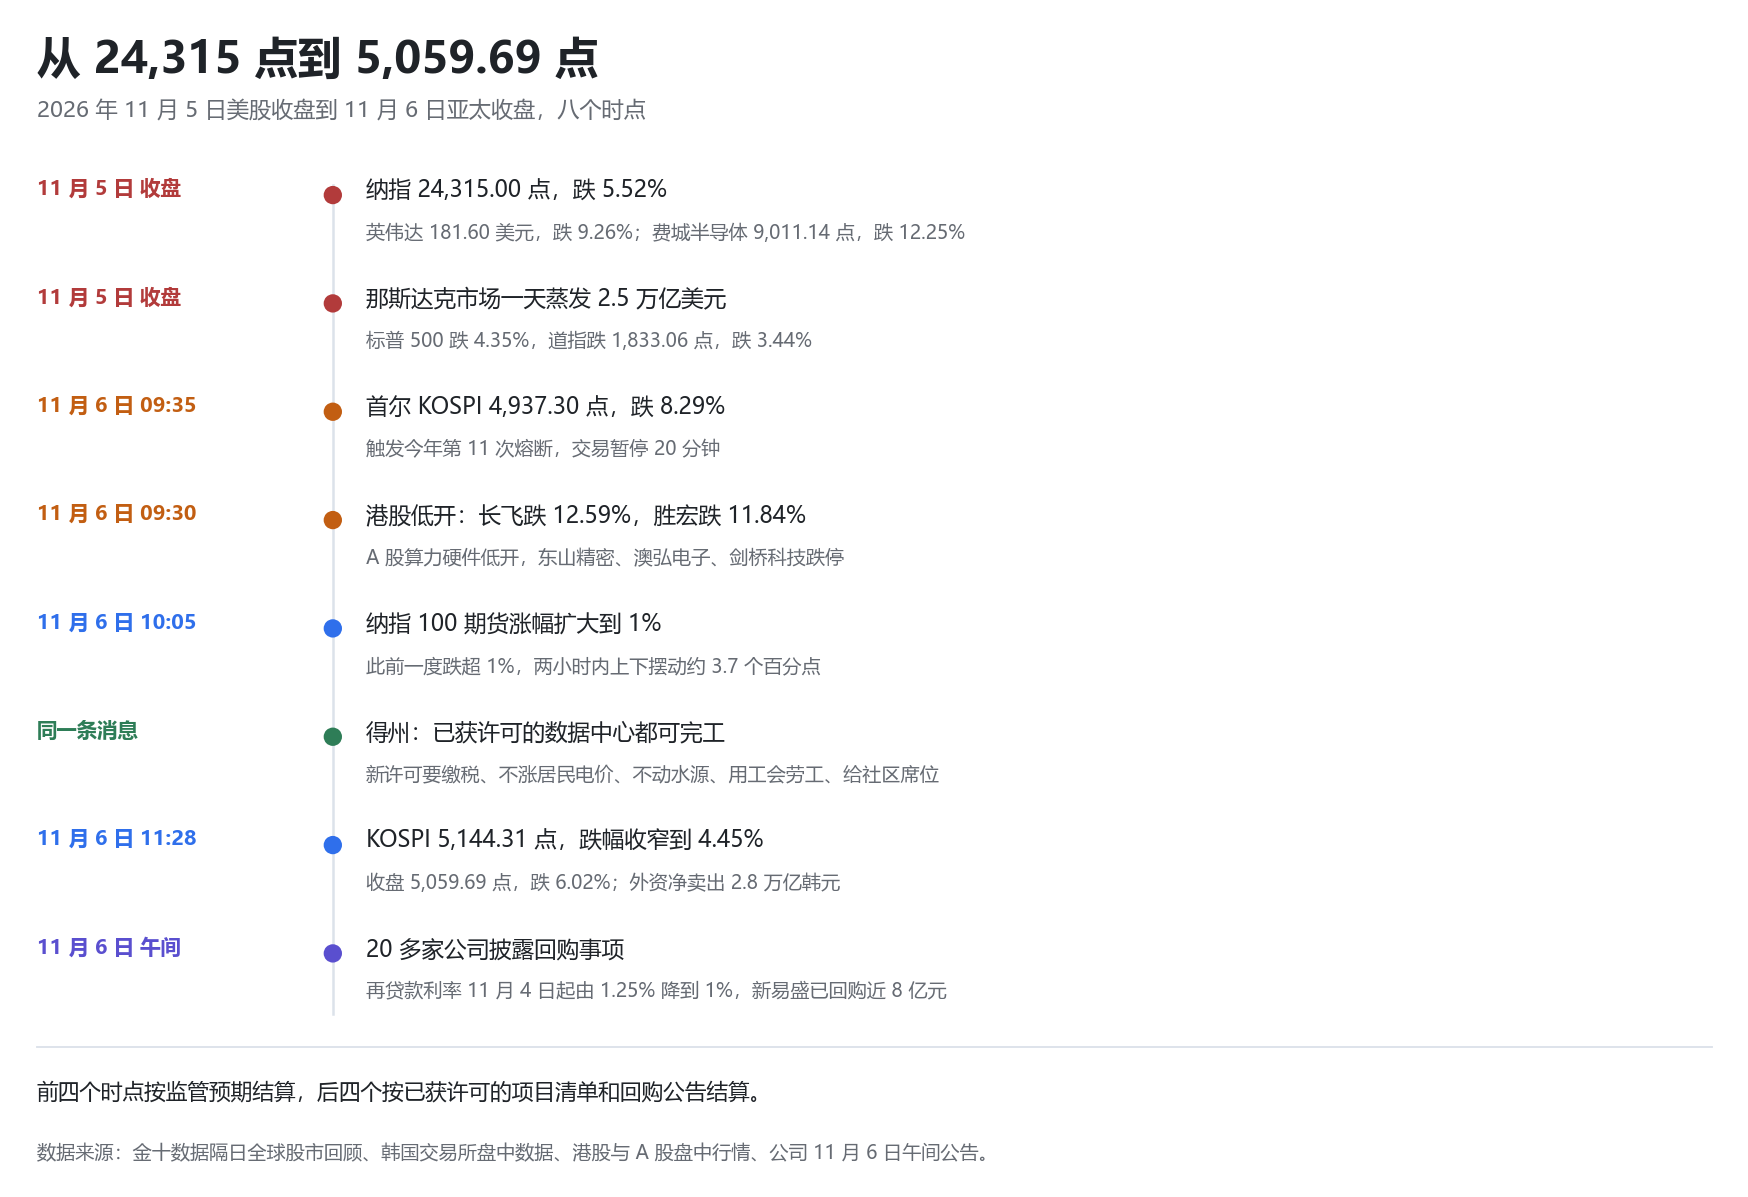 从 24,315 点到 5,059.69 点
2026 年 11 月 5 日美股收盘到 11 月 6 日亚太收盘，八个时点
11 月 5 日 收盘
纳指 24,315.00 点，跌 5.52%
英伟达 181.60 美元，跌 9.26%；费城半导体 9,011.14 点，跌 12.25%
11 月 5 日 收盘
那斯达克市场一天蒸发 2.5 万亿美元
标普 500 跌 4.35%，道指跌 1,833.06 点，跌 3.44%
11 月 6 日 09:35
首尔 KOSPI 4,937.30 点，跌 8.29%
触发今年第 11 次熔断，交易暂停 20 分钟
11 月 6 日 09:30
港股低开：长飞跌 12.59%，胜宏跌 11.84%
A 股算力硬件低开，东山精密、澳弘电子、剑桥科技跌停
11 月 6 日 10:05
纳指 100 期货涨幅扩大到 1%
此前一度跌超 1%，两小时内上下摆动约 3.7 个百分点
同一条消息
得州：已获许可的数据中心都可完工
新许可要缴税、不涨居民电价、不动水源、用工会劳工、给社区席位
11 月 6 日 11:28
KOSPI 5,144.31 点，跌幅收窄到 4.45%
收盘 5,059.69 点，跌 6.02%；外资净卖出 2.8 万亿韩元
11 月 6 日 午间
20 多家公司披露回购事项
再贷款利率 11 月 4 日起由 1.25% 降到 1%，新易盛已回购近 8 亿元
前四个时点按监管预期结算，后四个按已获许可的项目清单和回购公告结算。
数据来源：金十数据隔日全球股市回顾、韩国交易所盘中数据、港股与 A 股盘中行情、公司 11 月 6 日午间公告。